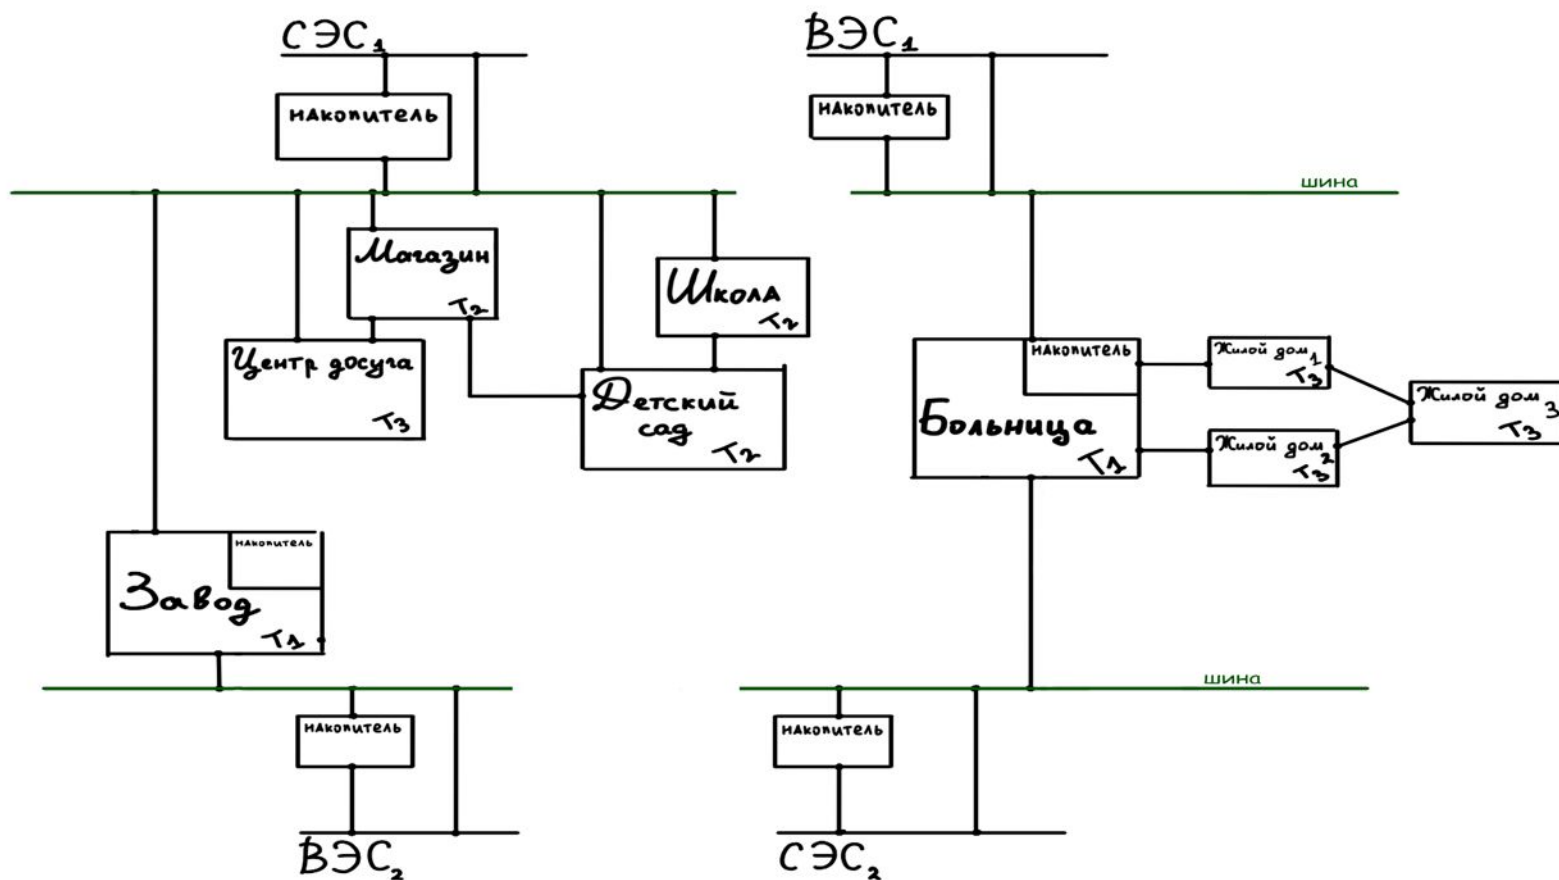 СЭС1
ВЭС1
накопитель
накопитель
шина
Магазин
Т2
Школа
Т2
Центр досуга
Т3
Детский
сад
Т2
накопитель
Больница
Т1
Жилой дом1
Т3
Жилой дом2
Т3
Жилой дом3
Т3
накопитель
Завод
Т1
шина
накопитель
накопитель
ВЭС2
СЭС2